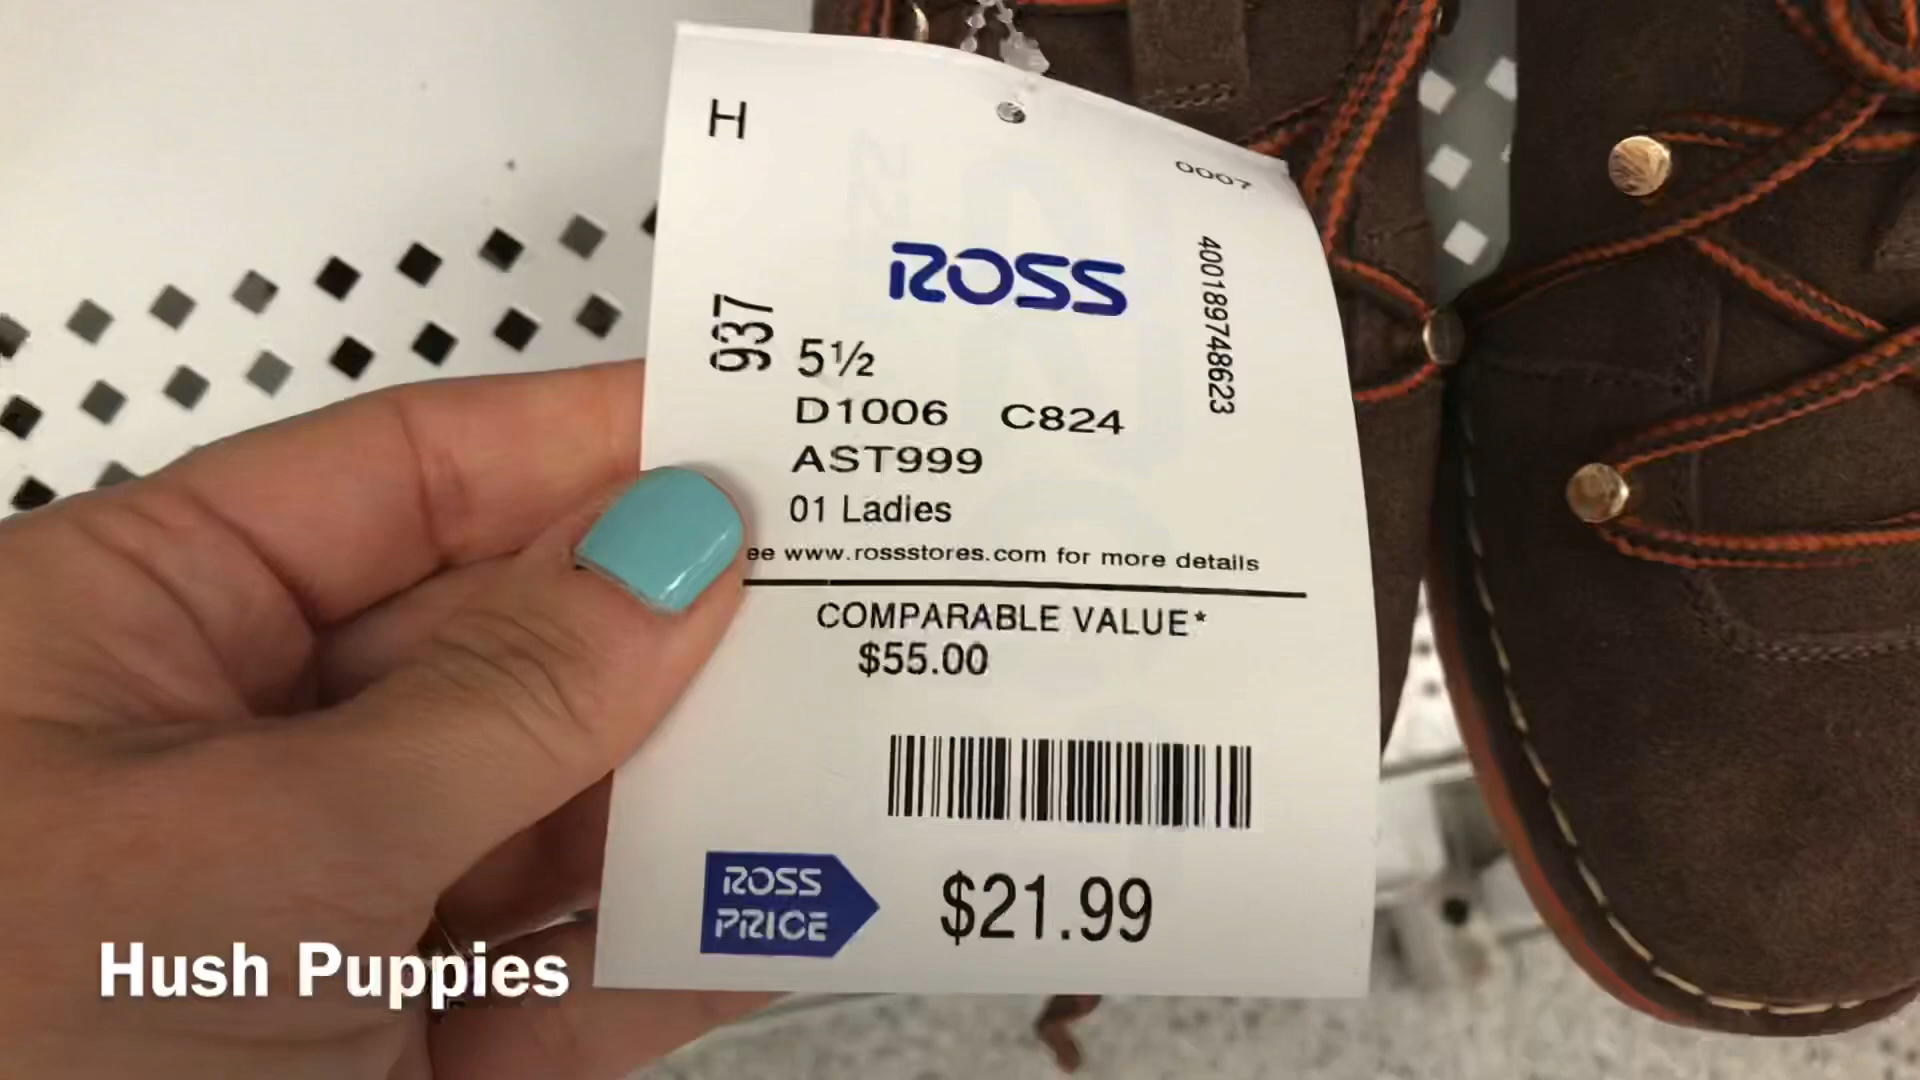 H
0007
ROSS
400189748623
937
5½
D1006 C824
AST999
01 Ladies
ee www.rossstores.com for more details
COMPARABLE VALUE*
$55.00
ROSS
PRICE
$21.99
Hush Puppies